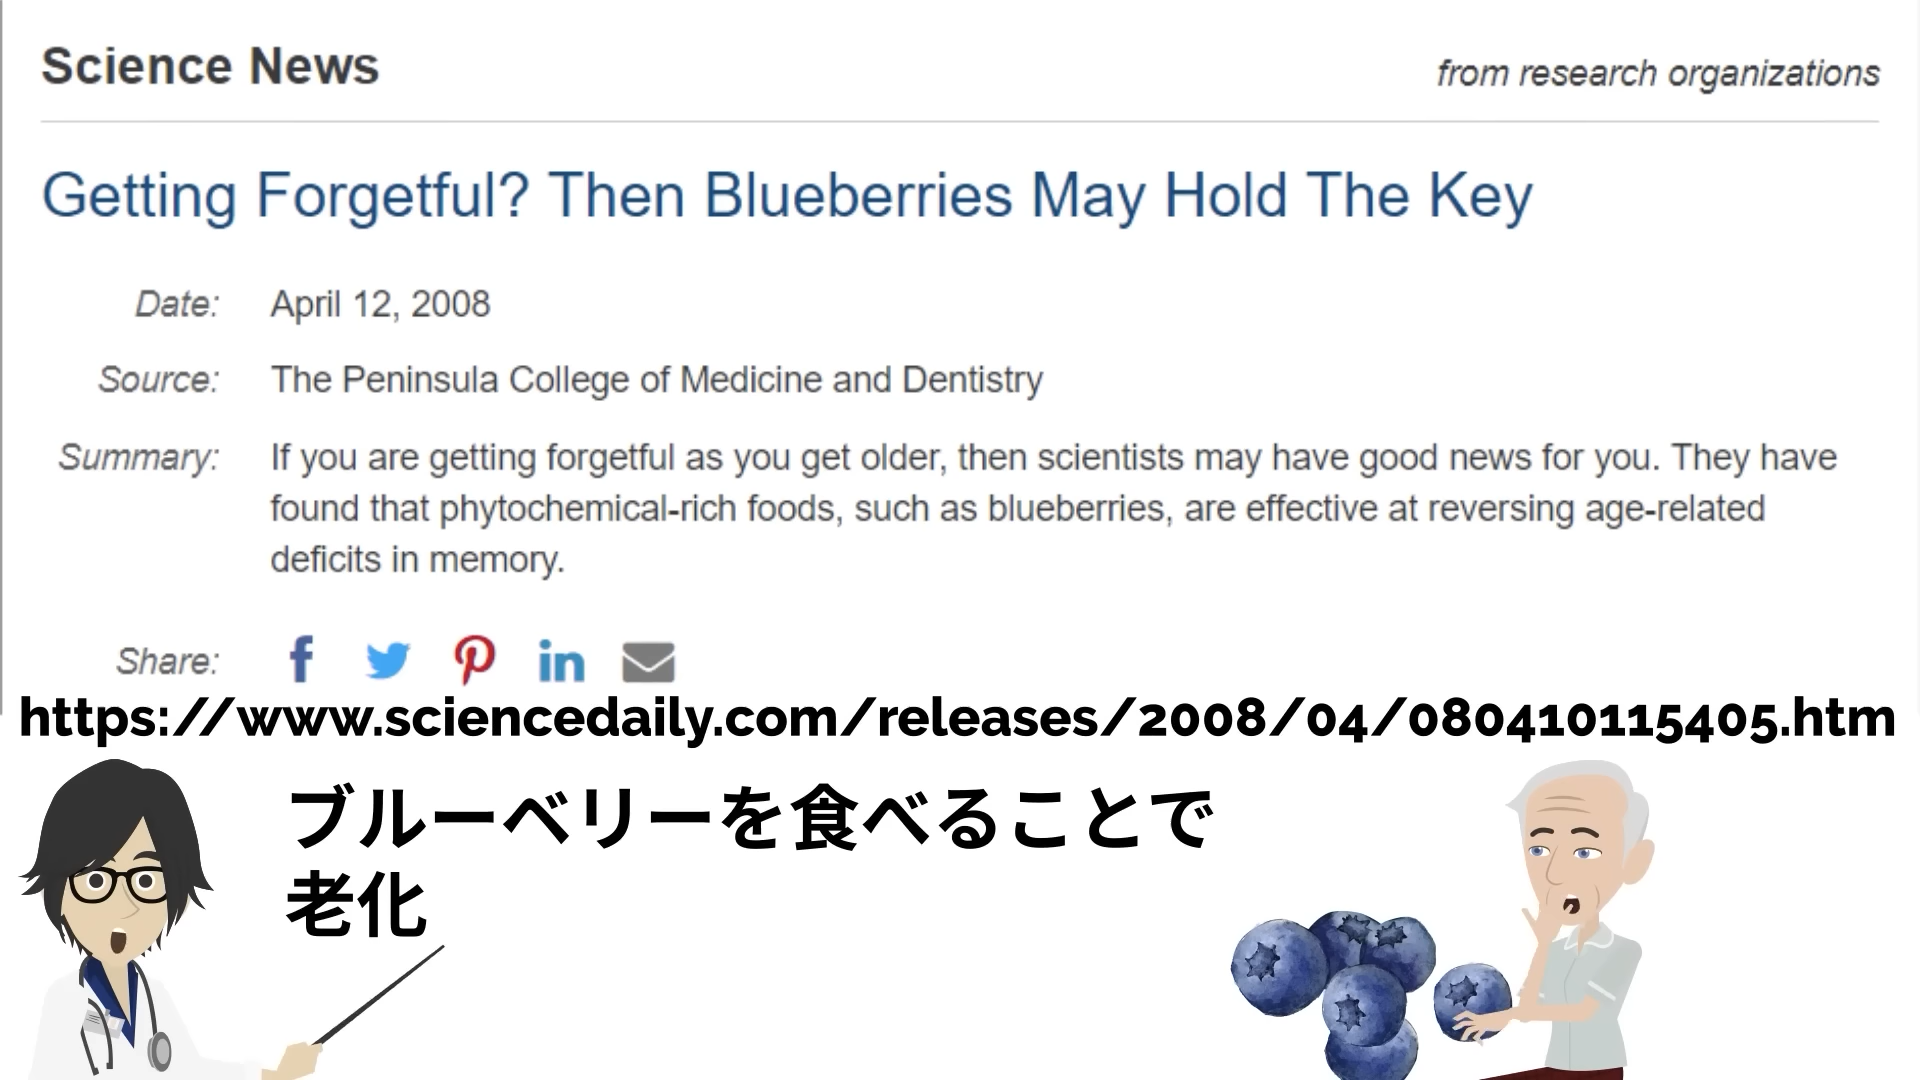 Science News
from research organizations
Getting Forgetful? Then Blueberries May Hold The Key
Date: April 12, 2008
Source: The Peninsula College of Medicine and Dentistry
Summary: If you are getting forgetful as you get older, then scientists may have good news for you. They have
found that phytochemical-rich foods, such as blueberries, are effective at reversing age-related
deficits in memory.
Share:
https://www.sciencedaily.com/releases/2008/04/080410115405.htm
ブルーベリーを食べることで
老化